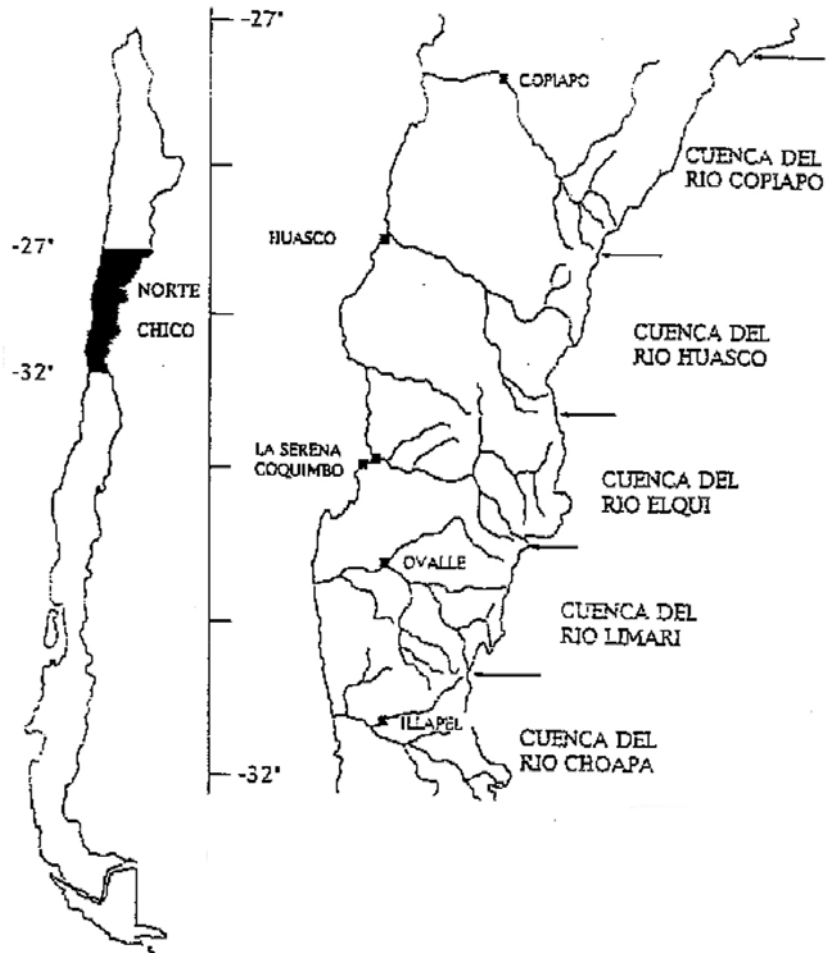 -27°
COPIAPO
CUENCA DEL
RIO COPIAPO
HUASCO
-27°
NORTE
CHICO
CUENCA DEL
RIO HUASCO
-32°
LA SERENA
COQUIMBO
CUENCA DEL
RIO ELQUI
OVALLE
CUENCA DEL
RIO LIMARI
ILLAPEL
CUENCA DEL
RIO CHOAPA
-32°